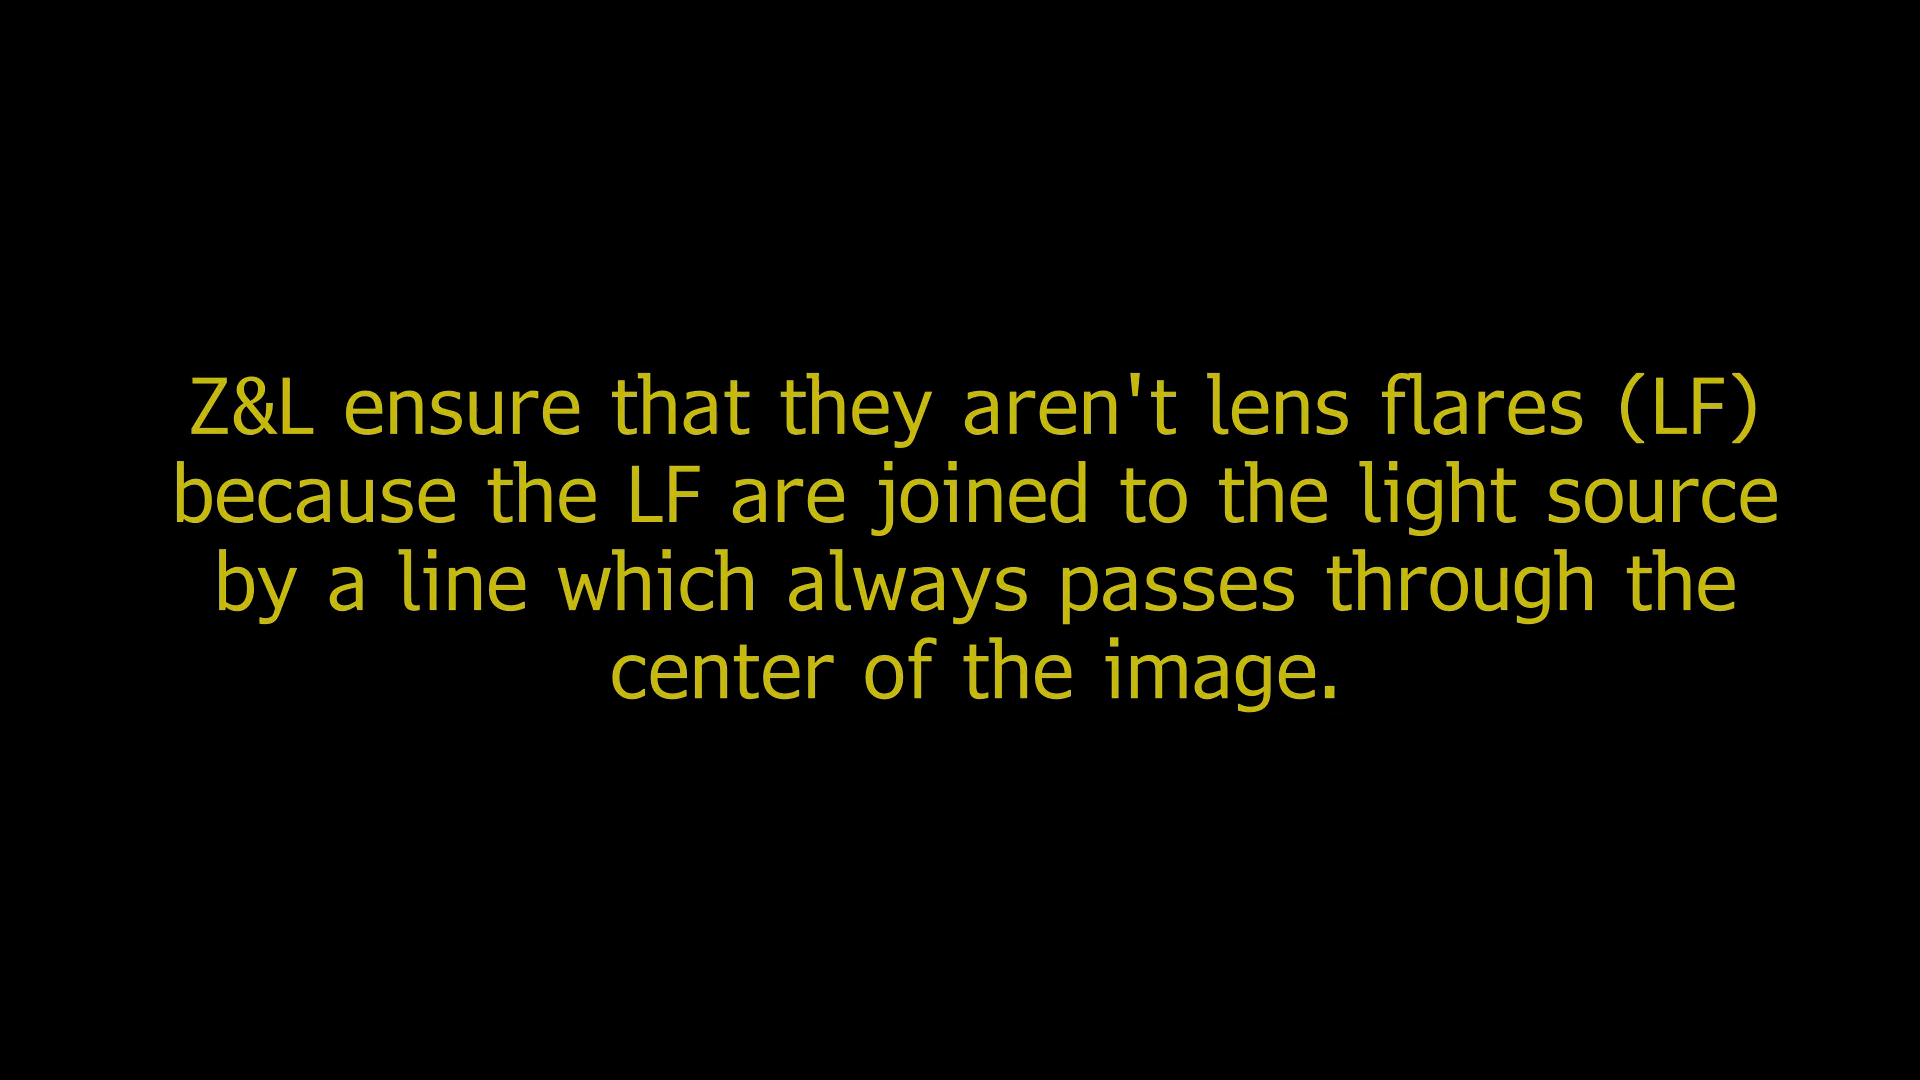 Z&L ensure that they aren't lens flares (LF)
because the LF are joined to the light source
by a line which always passes through the
center of the image.